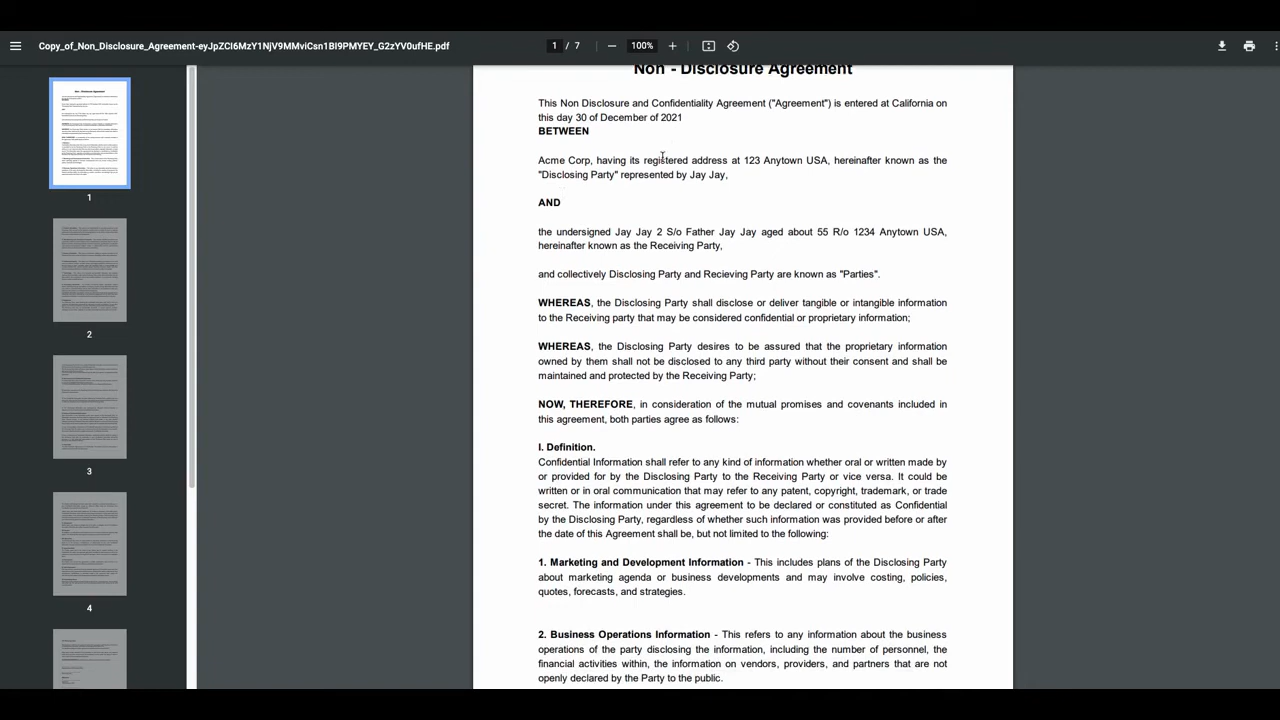 Copy_of_Non_Disclosure_Agreement-eyJpZCI6MzY1NjV9MMviCsn1BI9PMYEY_G2zYV0ufHE.pdf
1 / 7
100%
Non - Disclosure Agreement
This Non Disclosure and Confidentiality Agreement ("Agreement") is entered at California on
this day 30 of December of 2021
BETWEEN
Acme Corp, having its registered address at 123 Anytown USA, hereinafter known as the
"Disclosing Party" represented by Jay Jay,
AND
the undersigned Jay Jay 2 S/o Father Jay Jay aged about 55 R/o 1234 Anytown USA,
hereinafter known as the Receiving Party,
and collectively Disclosing Party and Recieving Party are known as "Parties".
WHEREAS, the Disclosing Party shall disclose or deliver tangible or intangible information
to the Receiving party that may be considered confidential or proprietary information;
WHEREAS, the Disclosing Party desires to be assured that the proprietary information
owned by them shall not be disclosed to any third party without their consent and shall be
maintained and protected by the Receiving Party;
NOW, THEREFORE, in consideration of the mutual promises and covenants included in
this agreement, both parties agree as follows:
I. Definition.
Confidential Information shall refer to any kind of information whether oral or written made by
or provided for by the Disclosing Party to the Receiving Party or vice versa. It could be
written or in oral communication that may refer to any patent, copyright, trademark, or trade
secret. The information under this agreement to be declared or constituted as Confidential
by the Disclosing Party, regardless of whether such information was provided before or after
the date of this Agreement shall be, but not limited to the following:
1. Marketing and Development Information - This includes plans of the Disclosing Party
about marketing agenda or business developments and may involve costing, policies,
quotes, forecasts, and strategies.
2. Business Operations Information - This refers to any information about the business
operations of the party disclosing the information, including the number of personnel, the
financial activities within, the information on vendors, providers, and partners that are not
openly declared by the Party to the public.
1
2
3
4